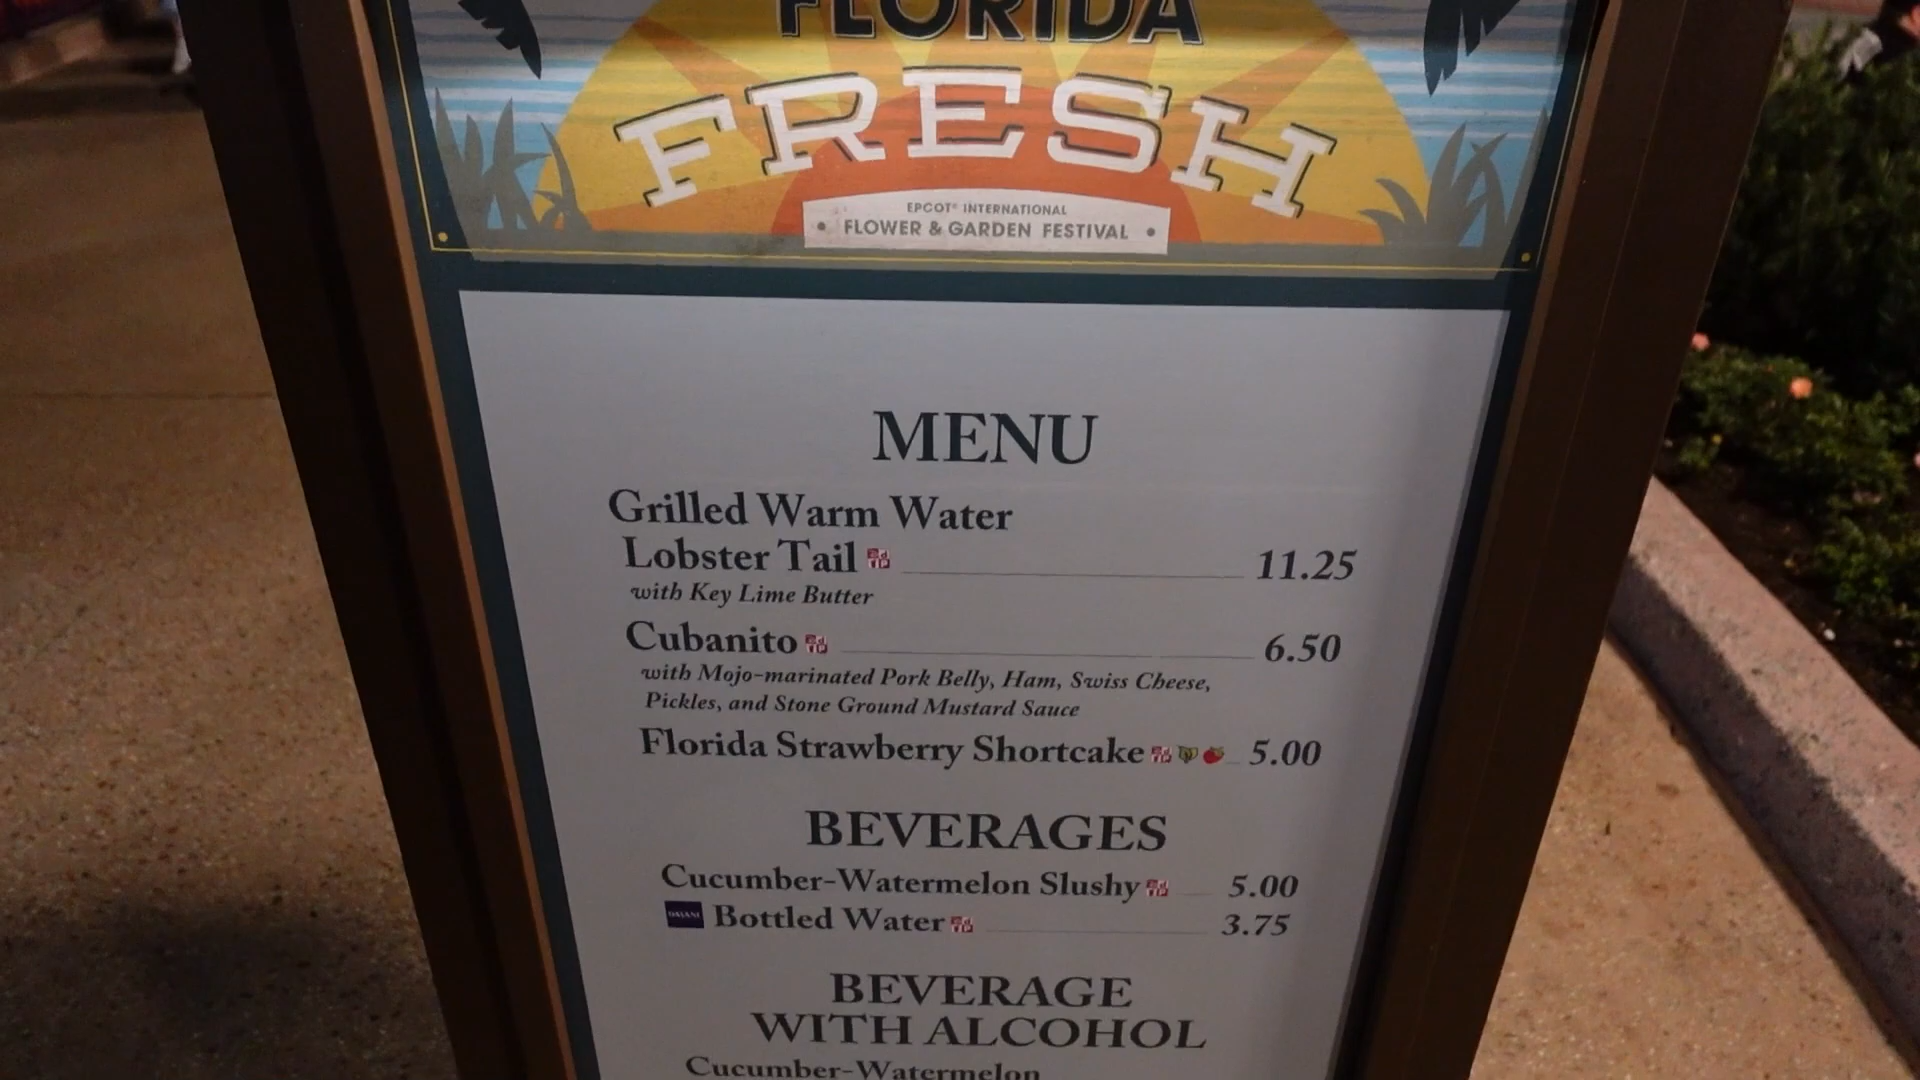 FLORIDA
FRESH
EPCOT® INTERNATIONAL
• FLOWER & GARDEN FESTIVAL •
MENU
Grilled Warm Water
Lobster Tail 11.25
with Key Lime Butter
Cubanito 6.50
with Mojo-marinated Pork Belly, Ham, Swiss Cheese,
Pickles, and Stone Ground Mustard Sauce
Florida Strawberry Shortcake 5.00
BEVERAGES
Cucumber-Watermelon Slushy 5.00
DASANI Bottled Water 3.75
BEVERAGE
WITH ALCOHOL
Cucumber-Watermelon